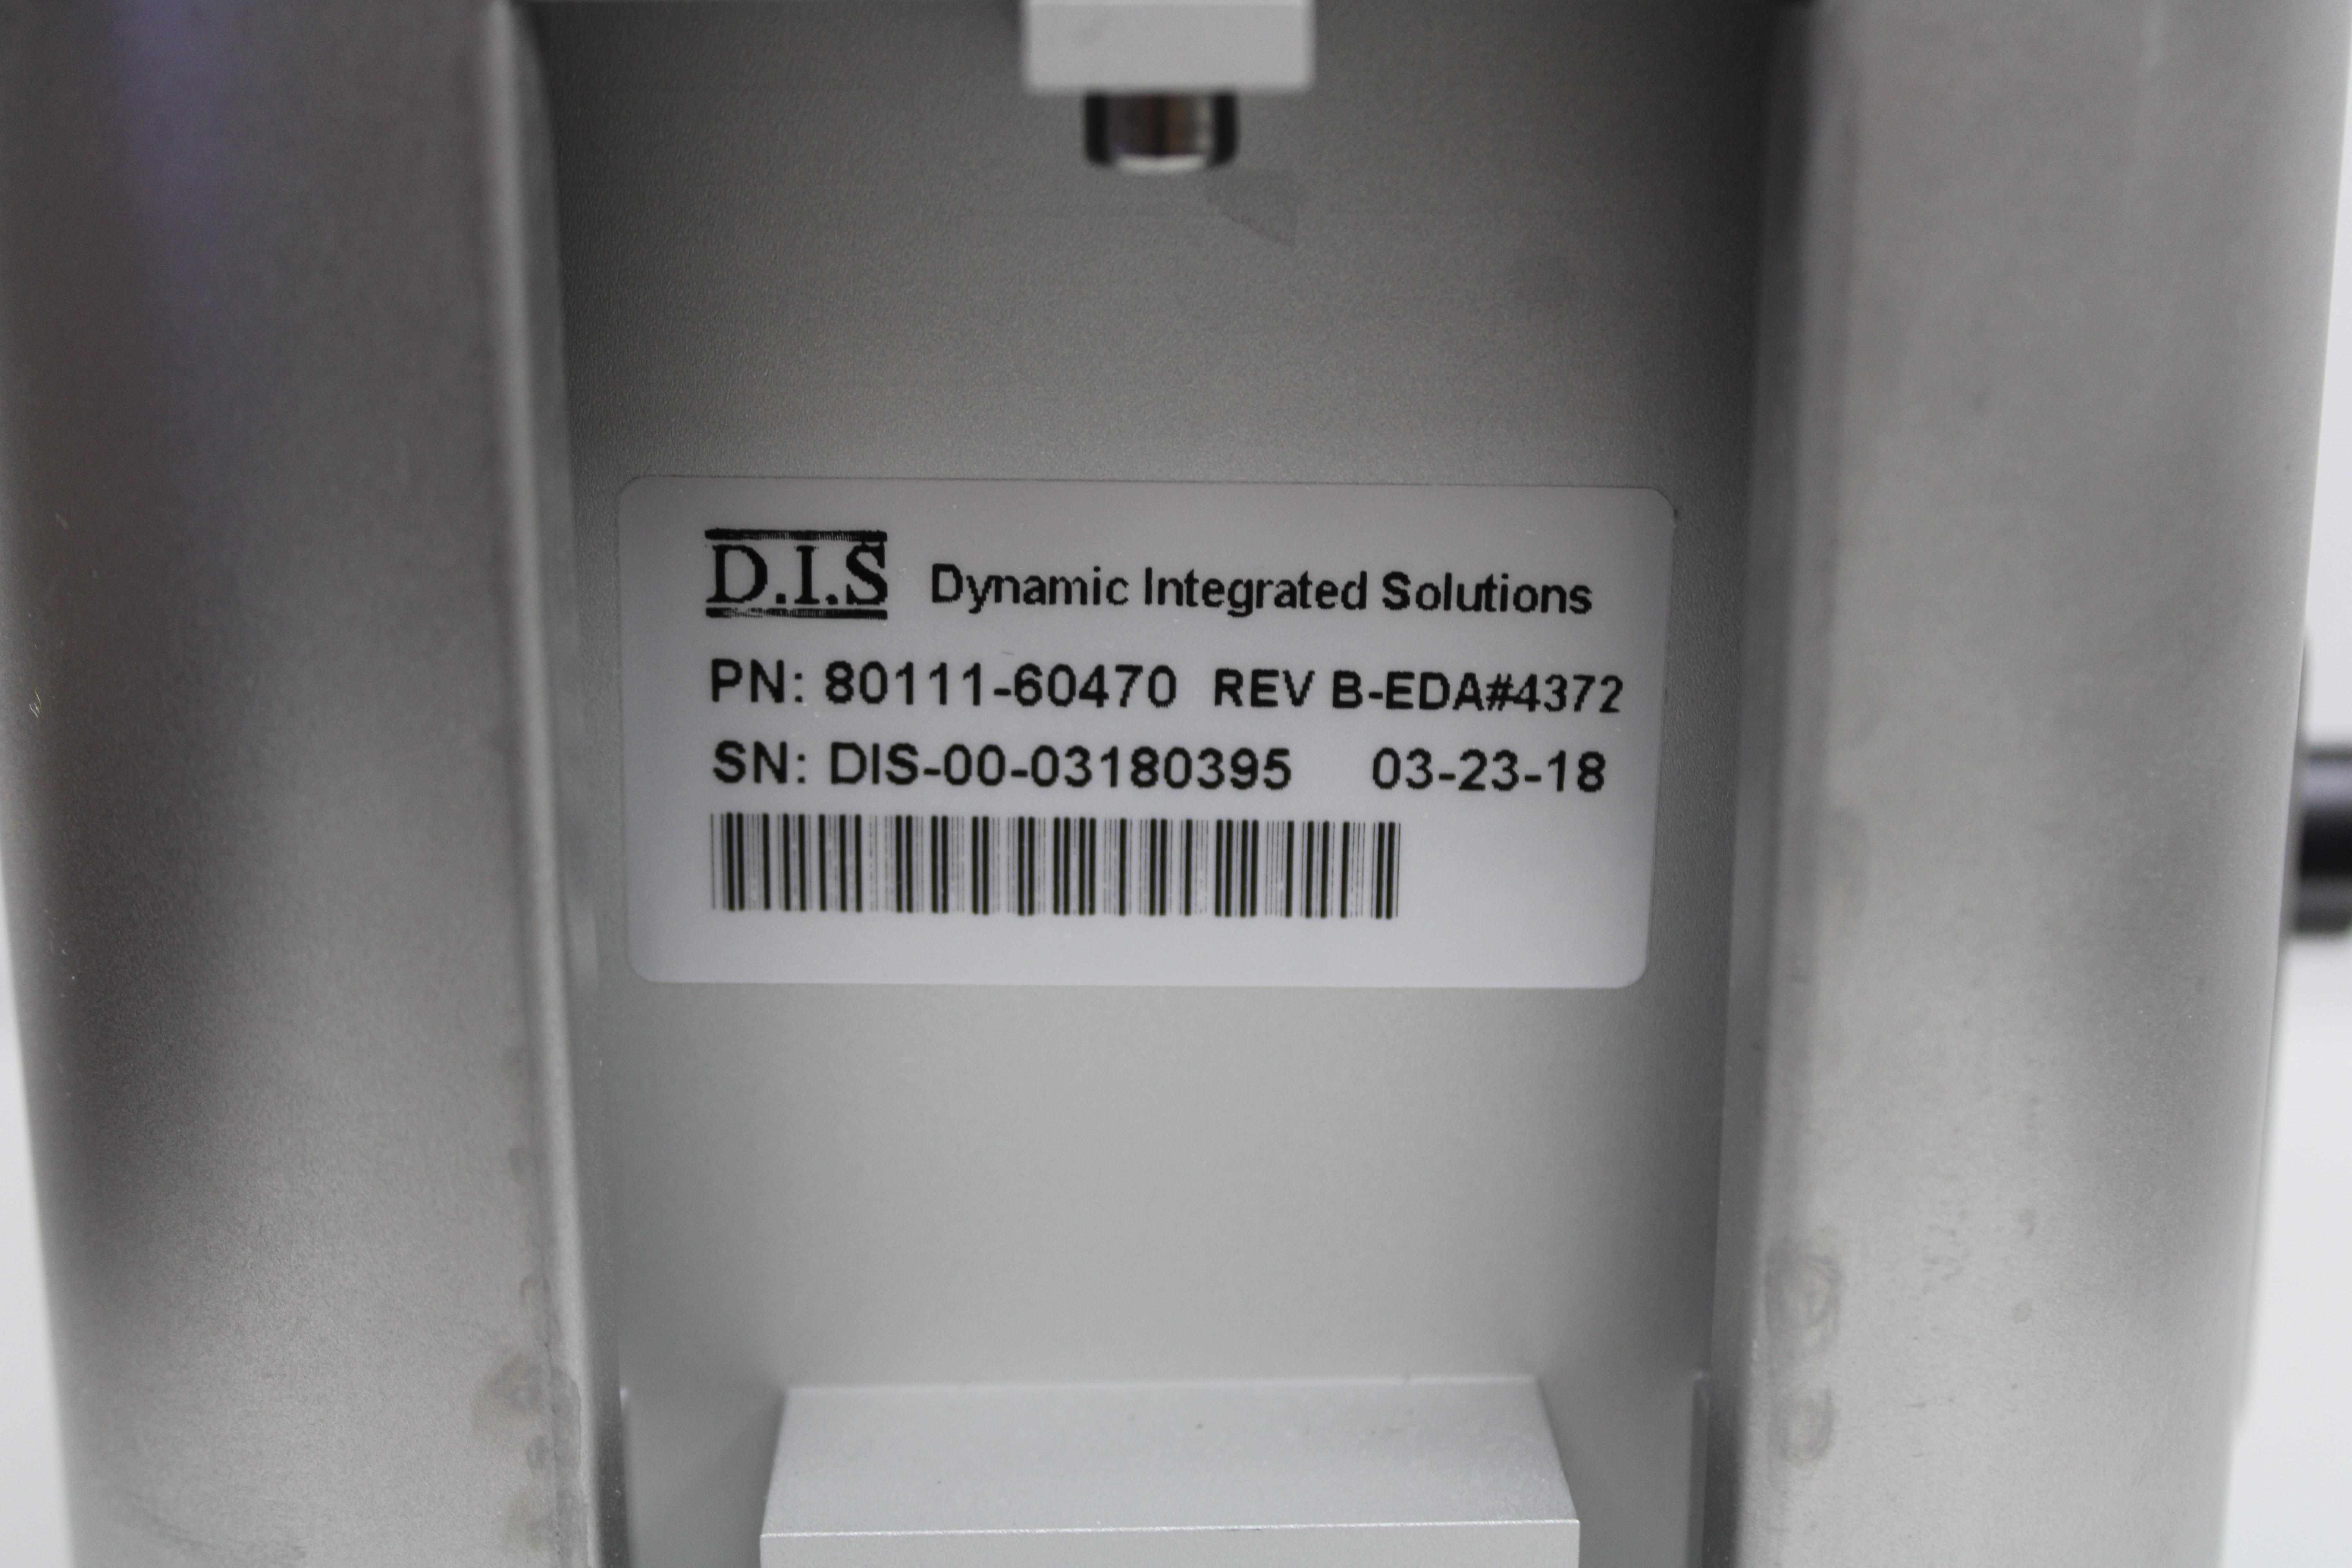 D.I.S Dynamic Integrated Solutions
PN: 80111-60470 REV B-EDA#4372
SN: DIS-00-03180395 03-23-18